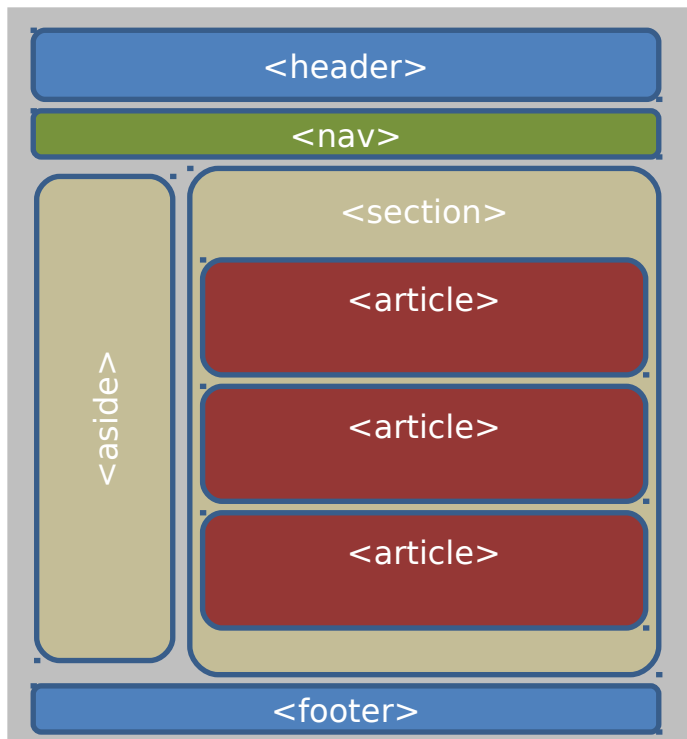 <header>
<nav>
<aside>
<section>
<article>
<article>
<article>
<footer>